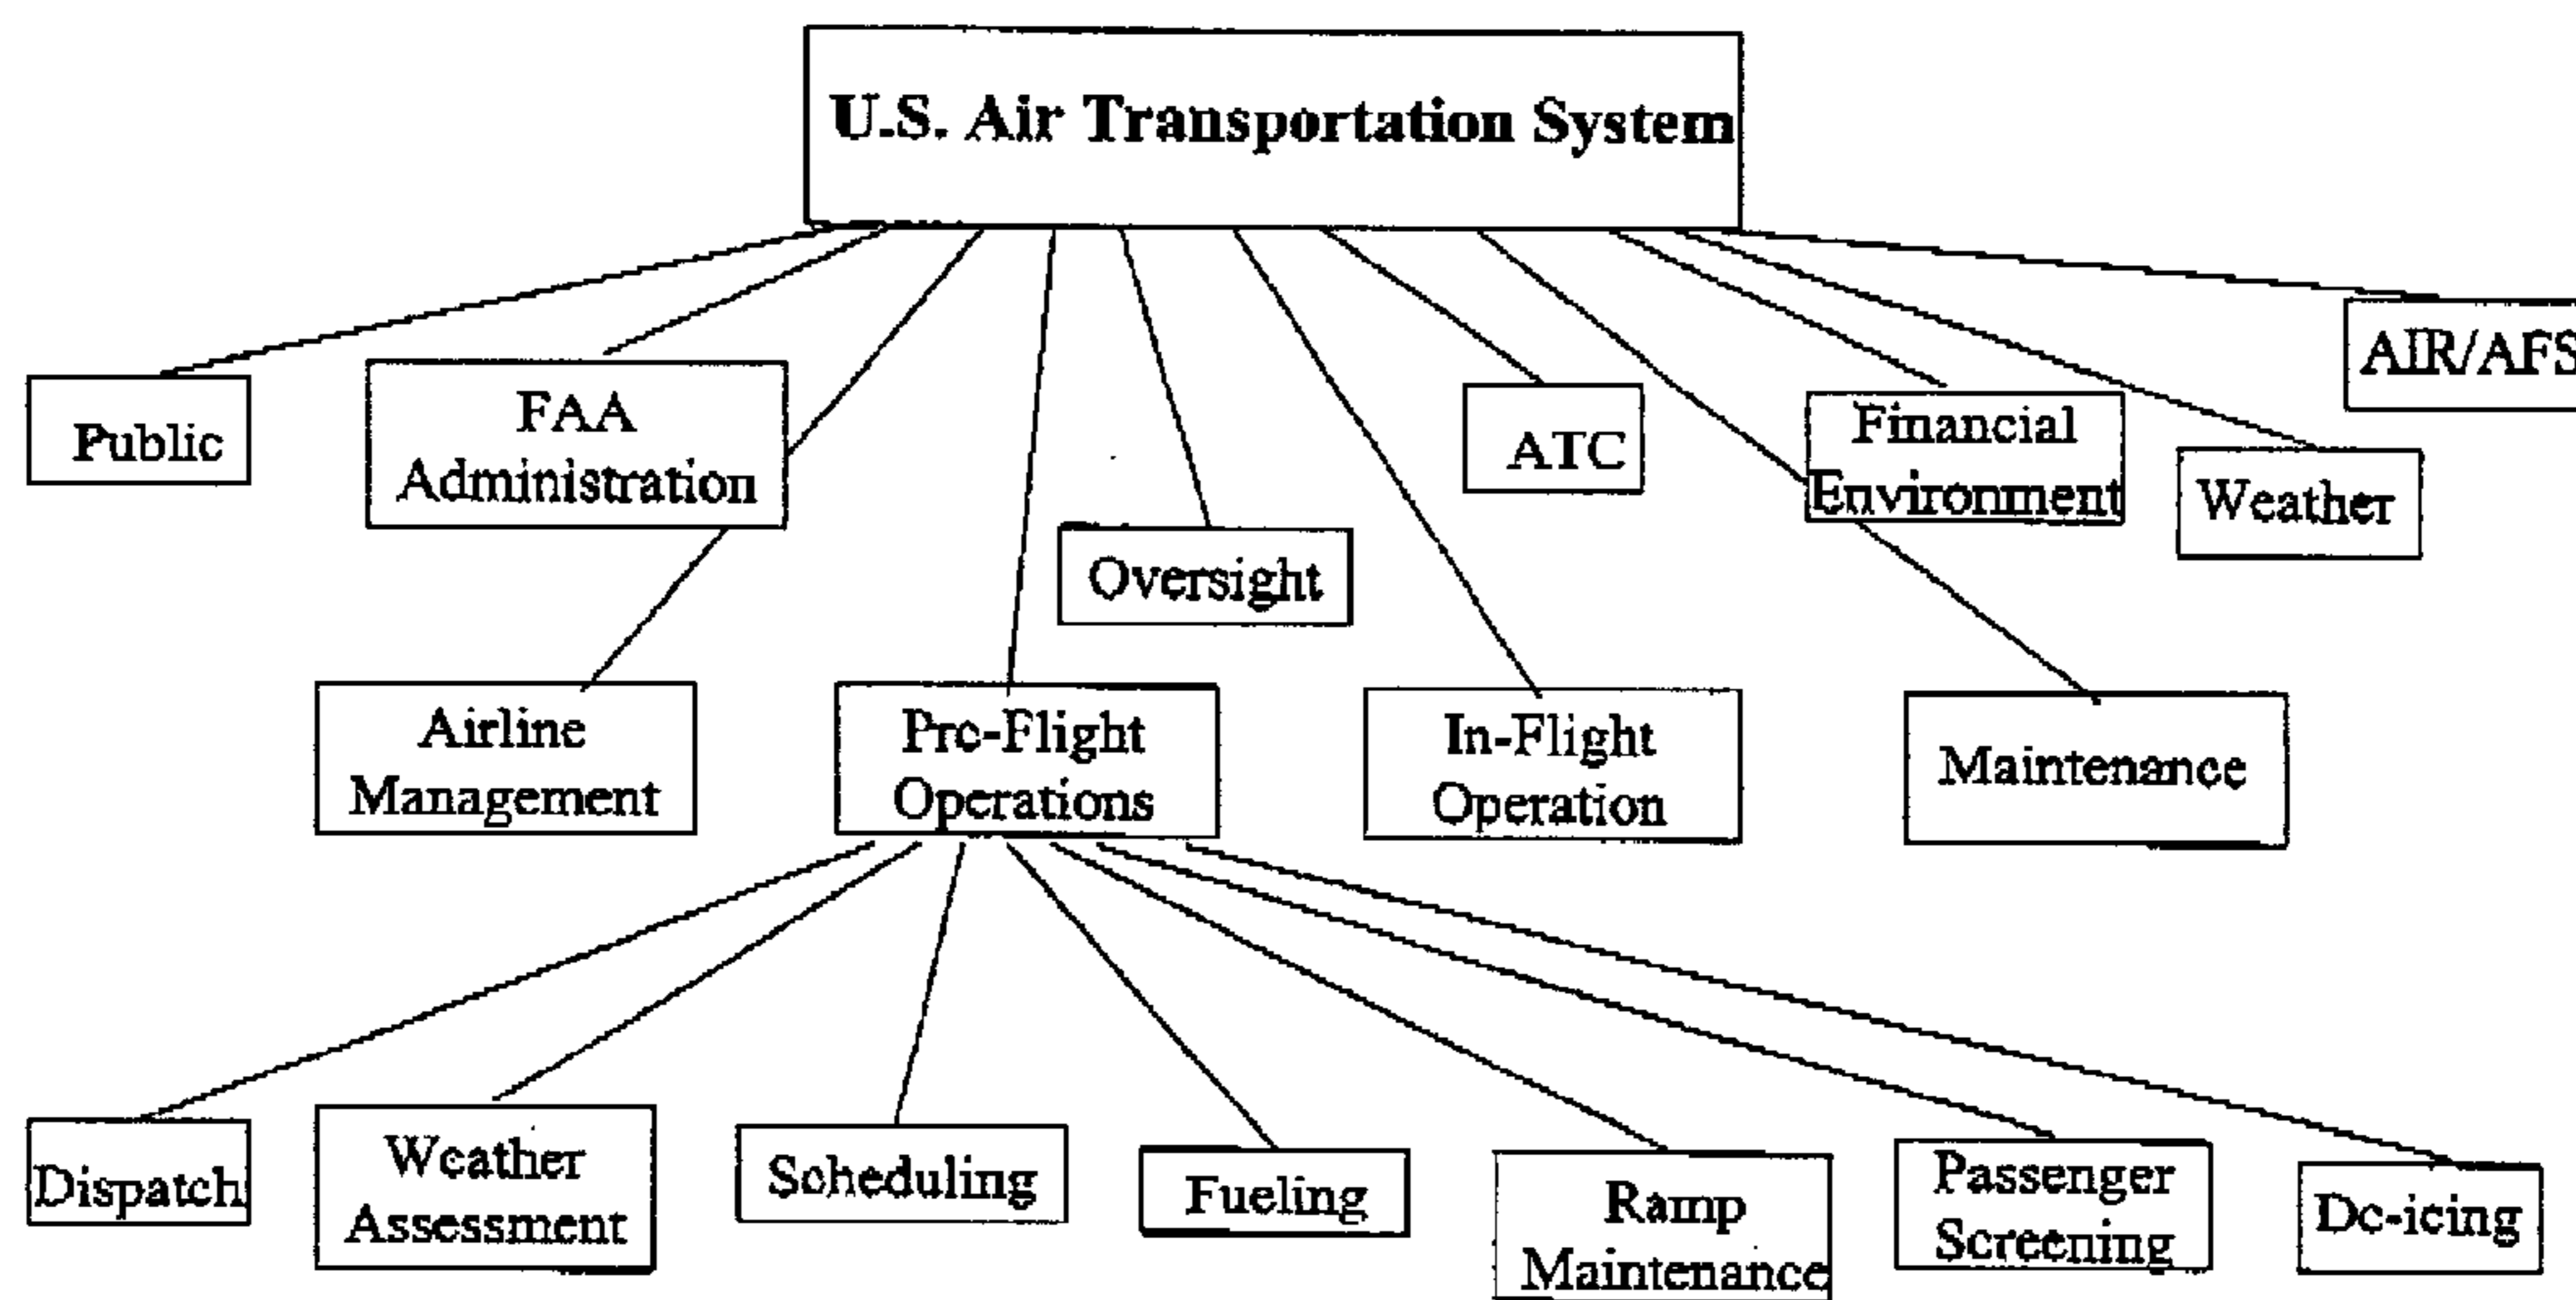 U.S. Air Transportation System
AIR/AFS
Public
FAA
Administration
ATC
Financial
Environment
Weather
Oversight
Airline
Management
Pre-Flight
Operations
In-Flight
Operation
Maintenance
Dispatch
Weather
Assessment
Scheduling
Fueling
Ramp
Maintenance
Passenger
Screening
De-icing